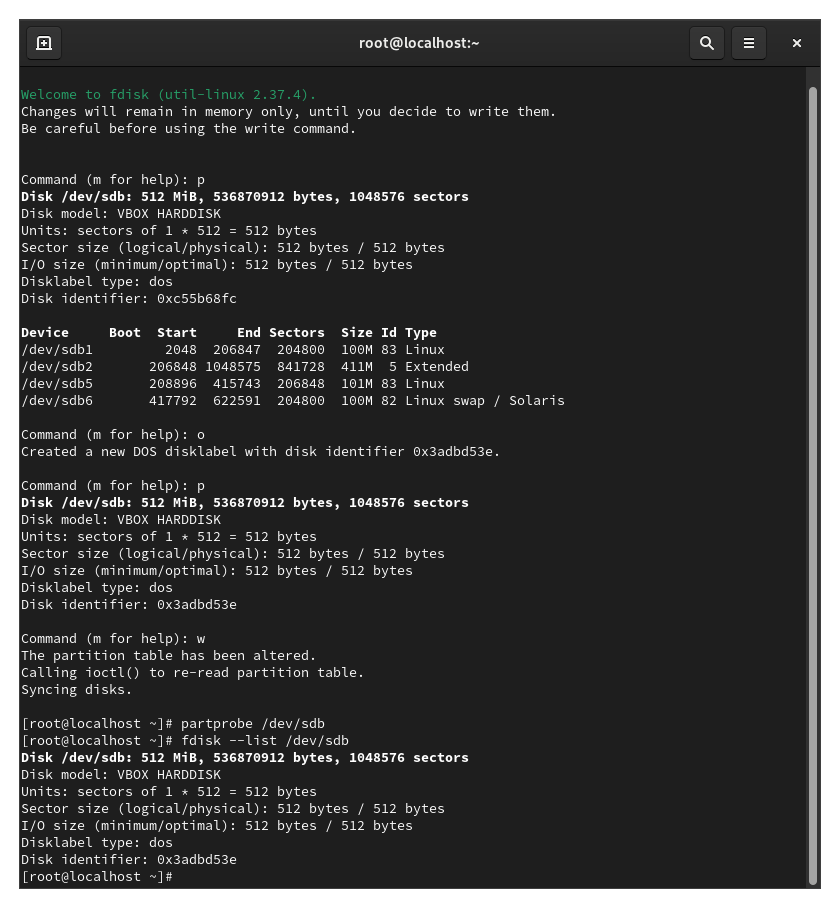 root@localhost:~
Welcome to fdisk (util-linux 2.37.4).
Changes will remain in memory only, until you decide to write them.
Be careful before using the write command.
Command (m for help): p
Disk /dev/sdb: 512 MiB, 536870912 bytes, 1048576 sectors
Disk model: VBOX HARDDISK
Units: sectors of 1 * 512 = 512 bytes
Sector size (logical/physical): 512 bytes / 512 bytes
I/O size (minimum/optimal): 512 bytes / 512 bytes
Disklabel type: dos
Disk identifier: 0xc55b68fc
Device     Boot  Start     End Sectors  Size Id Type
/dev/sdb1         2048  206847  204800  100M 83 Linux
/dev/sdb2       206848 1048575  841728  411M  5 Extended
/dev/sdb5       208896  415743  206848  101M 83 Linux
/dev/sdb6       417792  622591  204800  100M 82 Linux swap / Solaris
Command (m for help): o
Created a new DOS disklabel with disk identifier 0x3adbd53e.
Command (m for help): p
Disk /dev/sdb: 512 MiB, 536870912 bytes, 1048576 sectors
Disk model: VBOX HARDDISK
Units: sectors of 1 * 512 = 512 bytes
Sector size (logical/physical): 512 bytes / 512 bytes
I/O size (minimum/optimal): 512 bytes / 512 bytes
Disklabel type: dos
Disk identifier: 0x3adbd53e
Command (m for help): w
The partition table has been altered.
Calling ioctl() to re-read partition table.
Syncing disks.
[root@localhost ~]# partprobe /dev/sdb
[root@localhost ~]# fdisk --list /dev/sdb
Disk /dev/sdb: 512 MiB, 536870912 bytes, 1048576 sectors
Disk model: VBOX HARDDISK
Units: sectors of 1 * 512 = 512 bytes
Sector size (logical/physical): 512 bytes / 512 bytes
I/O size (minimum/optimal): 512 bytes / 512 bytes
Disklabel type: dos
Disk identifier: 0x3adbd53e
[root@localhost ~]#